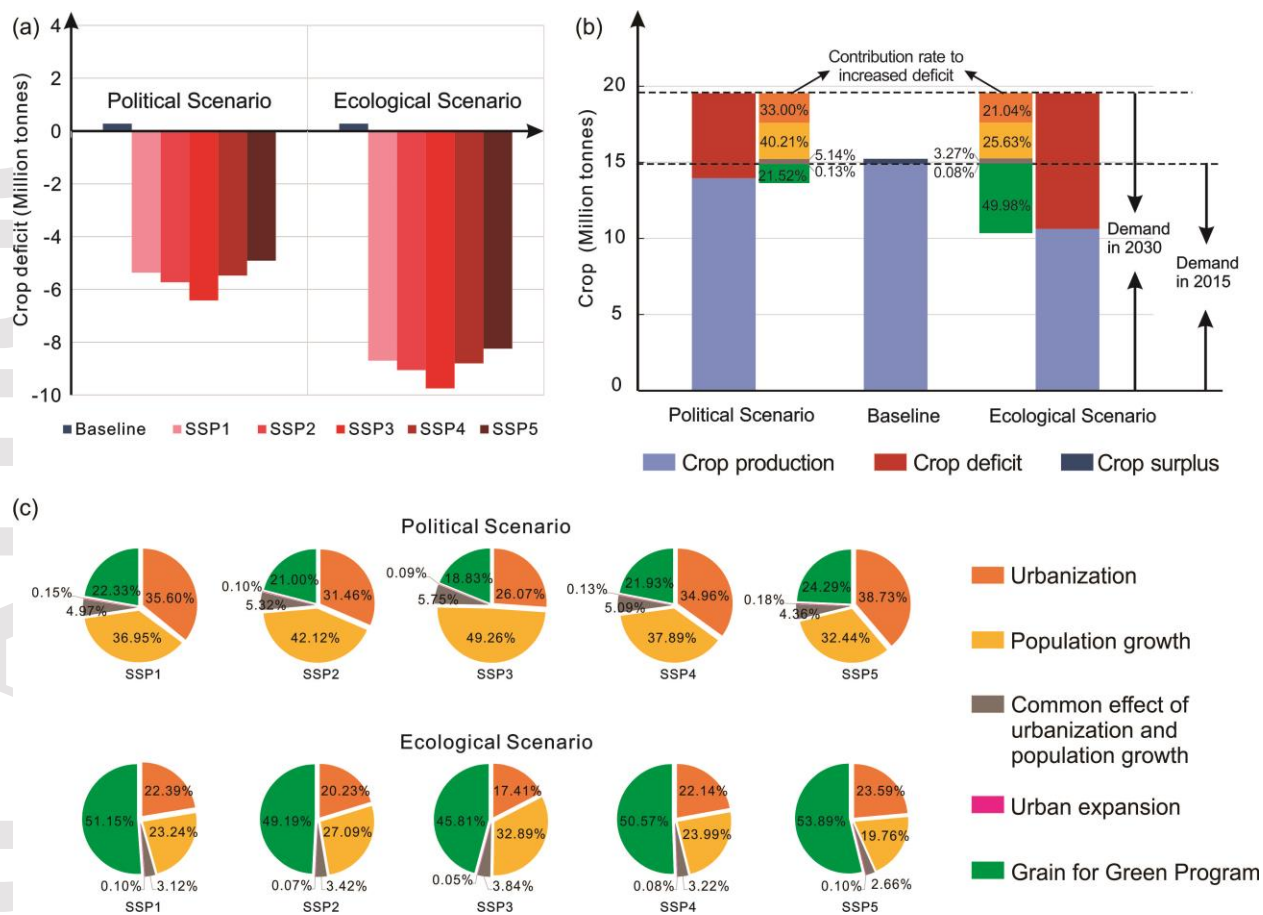 (a)
4
2
0
-2
-4
-6
-8
-10
Crop deficit (Million tonnes)
Political Scenario
Ecological Scenario
Baseline SSP1 SSP2 SSP3 SSP4 SSP5
(b)
Crop (Million tonnes)
20
15
10
5
0
Contribution rate to
increased deficit
33.00%
40.21%
5.14%
0.13%
21.52%
21.04%
25.63%
3.27%
0.08%
49.98%
Demand
in 2030
Demand
in 2015
Political Scenario Baseline Ecological Scenario
Crop production Crop deficit Crop surplus
(c)
Political Scenario
0.15%
22.33%
35.60%
4.97%
36.95%
SSP1
0.10%
21.00%
31.46%
5.32%
42.12%
SSP2
0.09%
18.83%
26.07%
5.75%
49.26%
SSP3
0.13%
21.93%
34.96%
5.09%
37.89%
SSP4
0.18%
24.29%
38.73%
4.36%
32.44%
SSP5
Ecological Scenario
22.39%
51.15%
23.24%
0.10%
3.12%
SSP1
20.23%
49.19%
27.09%
0.07%
3.42%
SSP2
17.41%
45.81%
32.89%
0.05%
3.84%
SSP3
22.14%
50.57%
23.99%
0.08%
3.22%
SSP4
23.59%
53.89%
19.76%
0.10%
2.66%
SSP5
Urbanization
Population growth
Common effect of
urbanization and
population growth
Urban expansion
Grain for Green Program